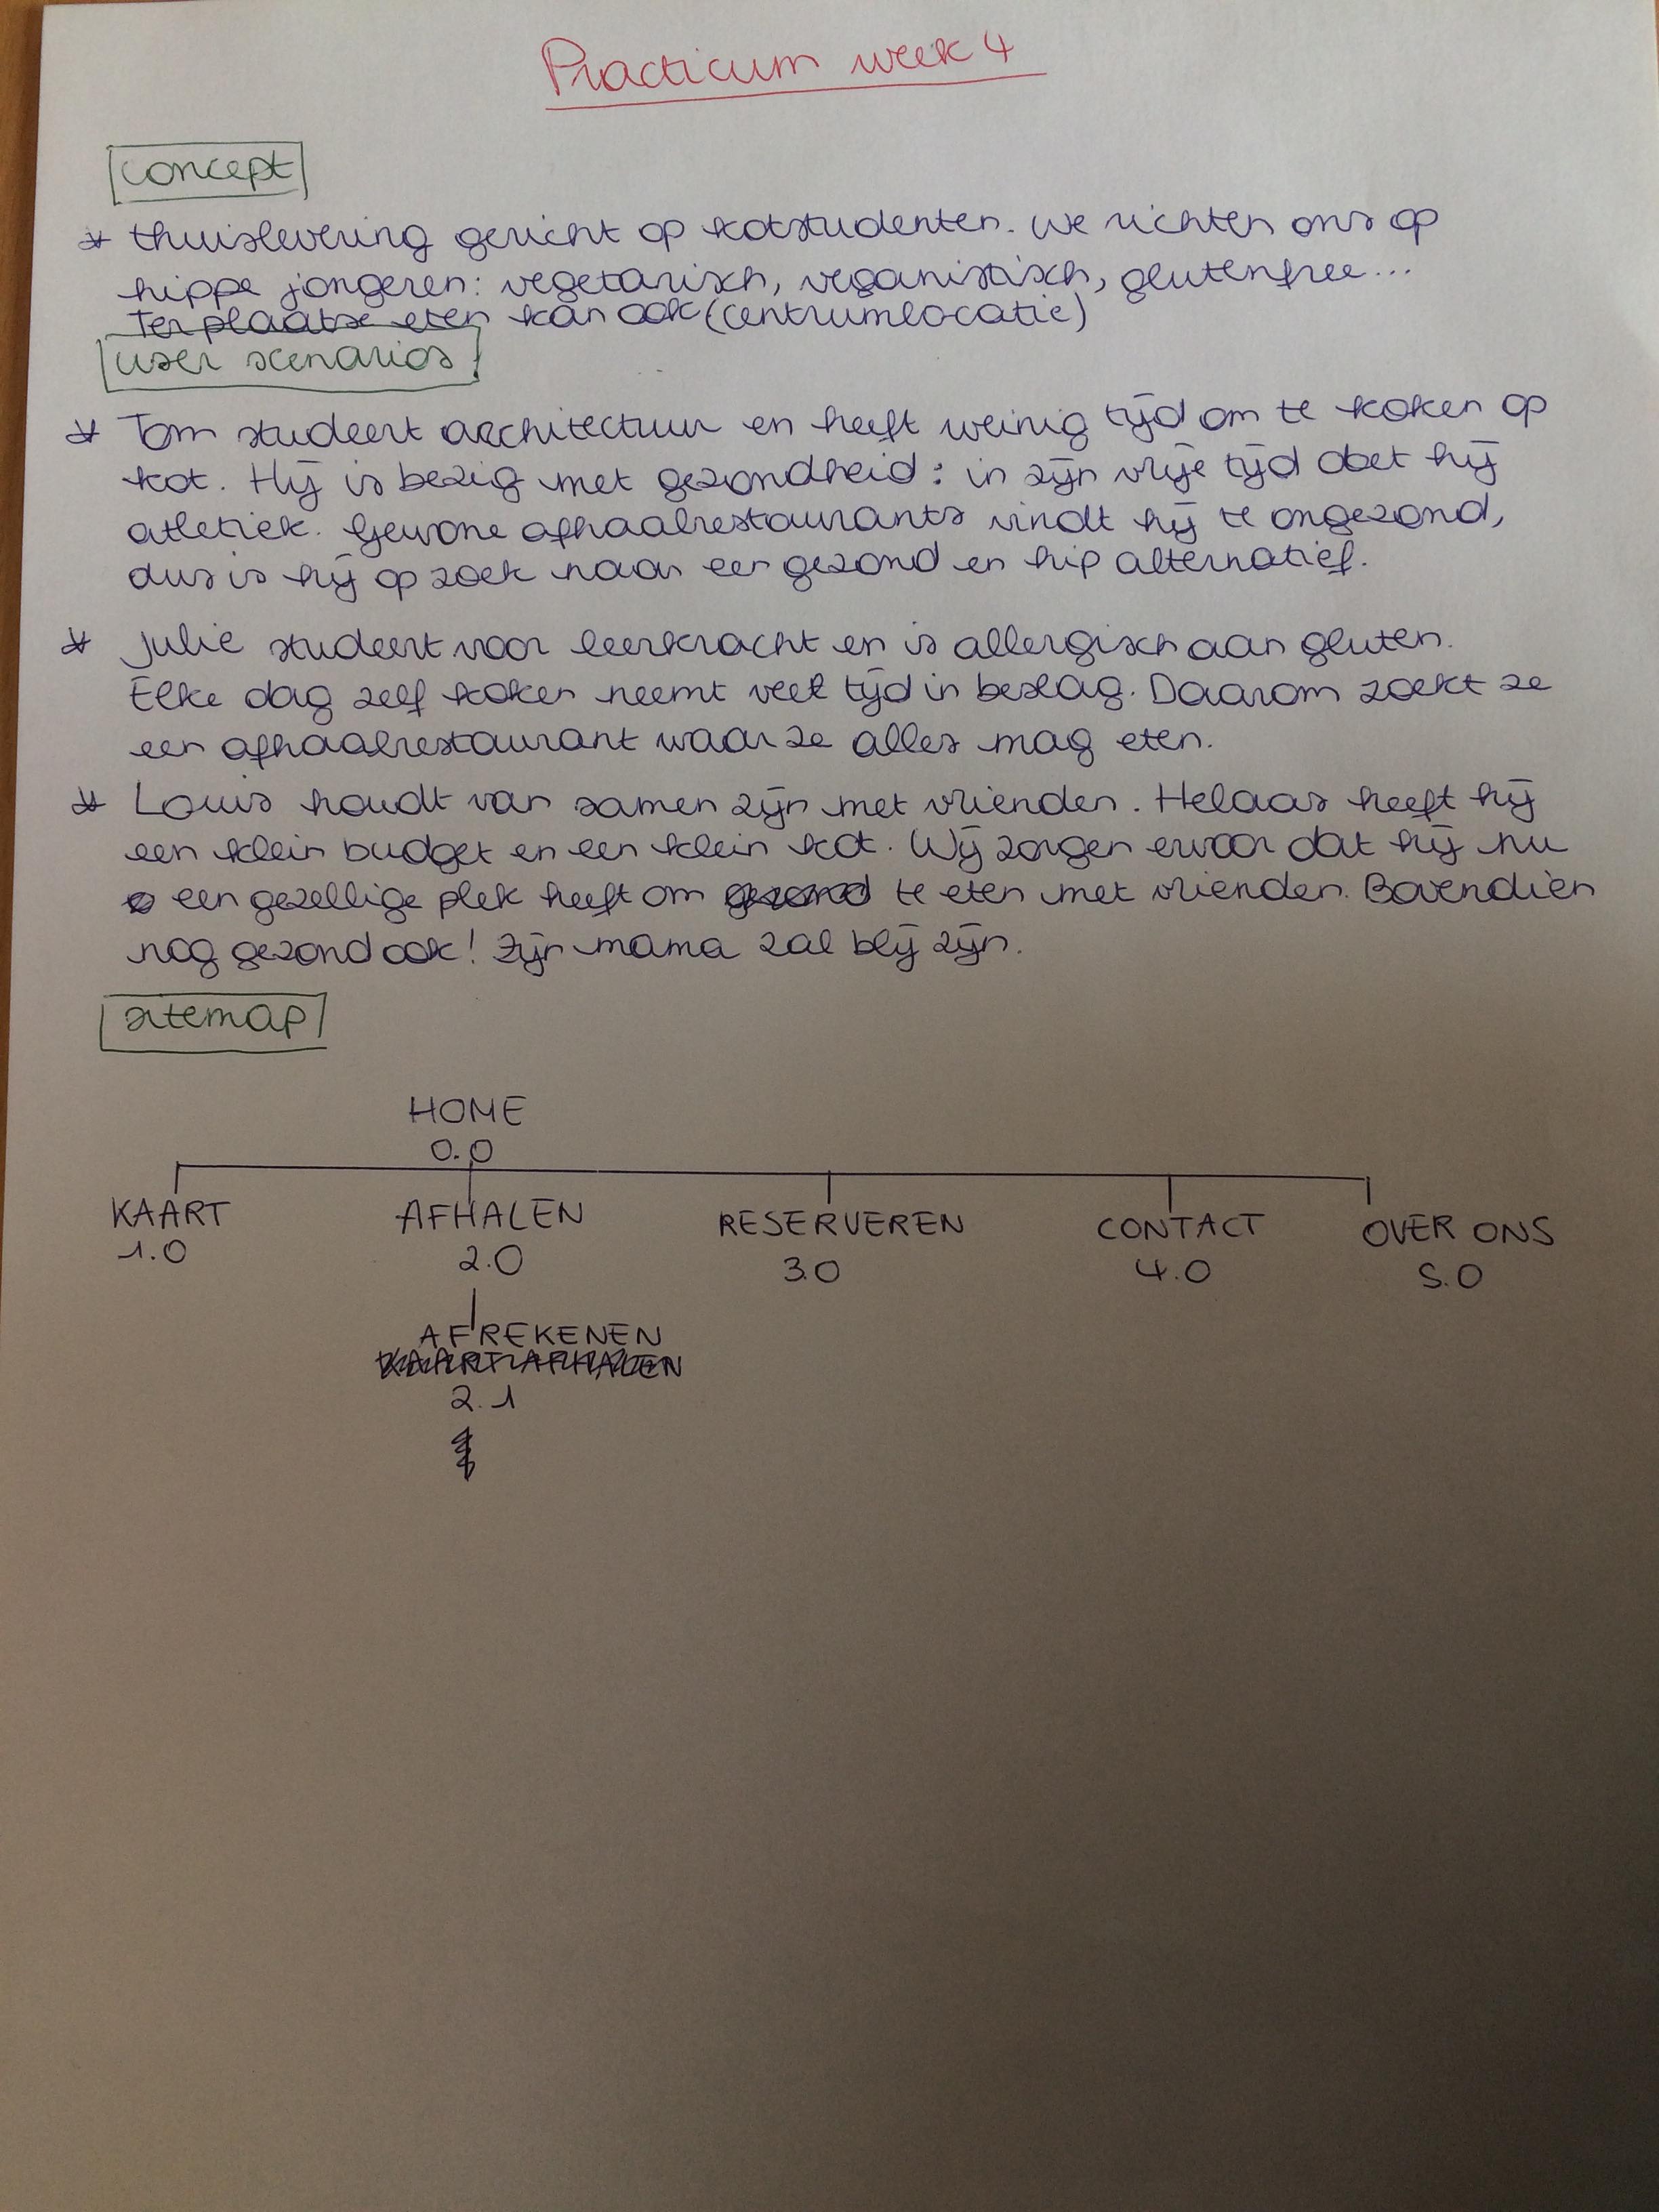 Practicum week 4
concept
* thuislevering gericht op kotstudenten. We richten ons op
hippe jongeren: vegetarisch, veganistisch, glutenfree...
Ter plaatse eten kan ook (centrumlocatie)
user scenarios
* Tom studeert architectuur en heeft weinig tijd om te koken op
kot. Hij is bezig met gezondheid: in zijn vrije tijd doet hij
atletiek. Gewone afhaalrestaurants vindt hij te ongezond,
dus is hij op zoek naar een gezond en hip alternatief.
* Julie studeert voor leerkracht en is allergisch aan gluten.
Elke dag zelf koken neemt veel tijd in beslag. Daarom zoekt ze
een afhaalrestaurant waar ze alles mag eten.
* Louis houdt van samen zijn met vrienden. Helaas heeft hij
een klein budget en een klein kot. Wij zorgen ervoor dat hij nu
een gezellige plek heeft om gezond te eten met vrienden. Bovendien
nog gezond ook! Zijn mama zal blij zijn.
sitemap
HOME
0.0
KAART AFHALEN RESERVEREN CONTACT OVER ONS
1.0 2.0 3.0 4.0 5.0
AFREKENEN
KAART AFHALEN
2.1